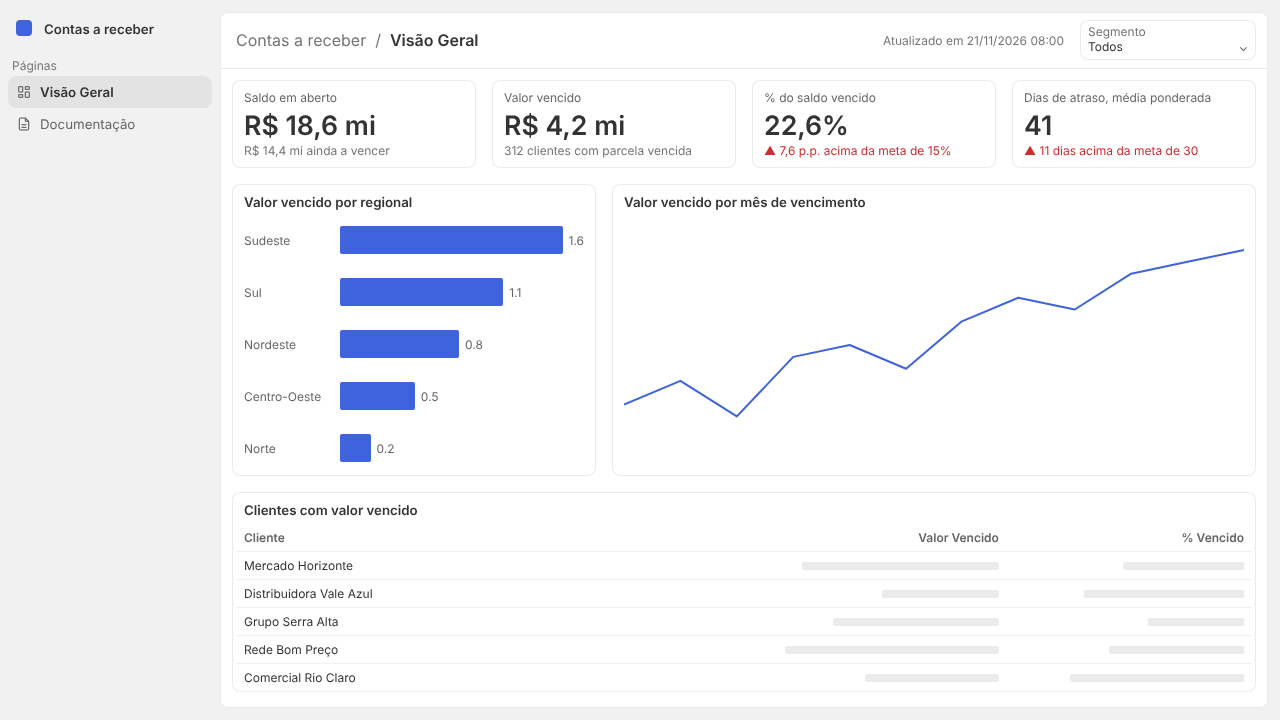 Contas a receber
Páginas
Visão Geral
Documentação
Contas a receber / Visão Geral
Atualizado em 21/11/2026 08:00
Segmento
Todos
Saldo em aberto
R$ 18,6 mi
R$ 14,4 mi ainda a vencer
Valor vencido
R$ 4,2 mi
312 clientes com parcela vencida
% do saldo vencido
22,6%
▲ 7,6 p.p. acima da meta de 15%
Dias de atraso, média ponderada
41
▲ 11 dias acima da meta de 30
Valor vencido por regional
Sudeste 1.6
Sul 1.1
Nordeste 0.8
Centro-Oeste 0.5
Norte 0.2
Valor vencido por mês de vencimento
Clientes com valor vencido
Cliente Valor Vencido % Vencido
Mercado Horizonte
Distribuidora Vale Azul
Grupo Serra Alta
Rede Bom Preço
Comercial Rio Claro